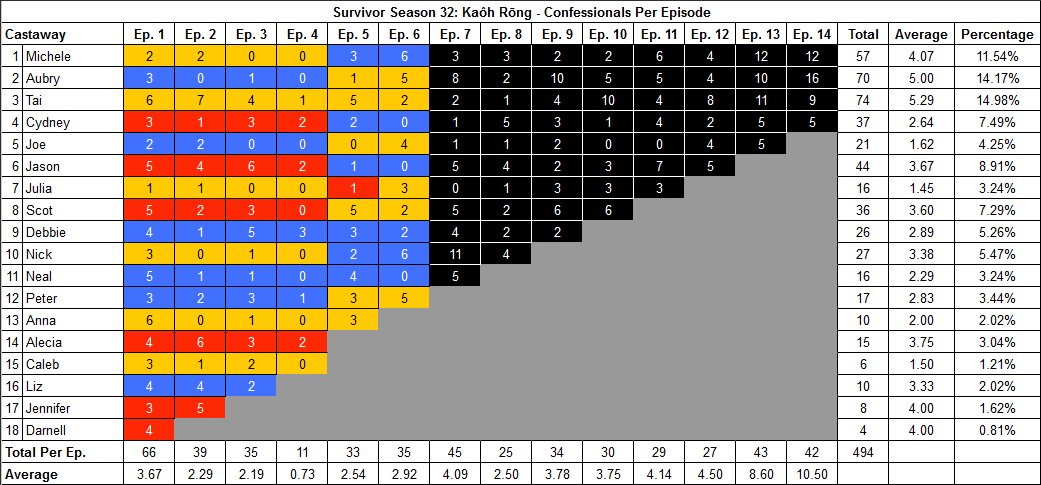 Survivor Season 32: Kaôh Rōng - Confessionals Per Episode
Castaway Ep. 1 Ep. 2 Ep. 3 Ep. 4 Ep. 5 Ep. 6 Ep. 7 Ep. 8 Ep. 9 Ep. 10 Ep. 11 Ep. 12 Ep. 13 Ep. 14 Total Average Percentage
1 Michele 2 2 0 0 3 6 3 3 2 2 6 4 12 12 57 4.07 11.54%
2 Aubry 3 0 1 0 1 5 8 2 10 5 5 4 10 16 70 5.00 14.17%
3 Tai 6 7 4 1 5 2 2 1 4 10 4 8 11 9 74 5.29 14.98%
4 Cydney 3 1 3 2 2 0 1 5 3 1 4 2 5 5 37 2.64 7.49%
5 Joe 2 2 0 0 0 4 1 1 2 0 0 4 5 21 1.62 4.25%
6 Jason 5 4 6 2 1 0 5 4 2 3 7 5 44 3.67 8.91%
7 Julia 1 1 0 0 1 3 0 1 3 3 3 16 1.45 3.24%
8 Scot 5 2 3 0 5 2 5 2 6 6 36 3.60 7.29%
9 Debbie 4 1 5 3 3 2 4 2 2 26 2.89 5.26%
10 Nick 3 0 1 0 2 6 11 4 27 3.38 5.47%
11 Neal 5 1 1 0 4 0 5 16 2.29 3.24%
12 Peter 3 2 3 1 3 5 17 2.83 3.44%
13 Anna 6 0 1 0 3 10 2.00 2.02%
14 Alecia 4 6 3 2 15 3.75 3.04%
15 Caleb 3 1 2 0 6 1.50 1.21%
16 Liz 4 4 2 10 3.33 2.02%
17 Jennifer 3 5 8 4.00 1.62%
18 Darnell 4 4 4.00 0.81%
Total Per Ep. 66 39 35 11 33 35 45 25 34 30 29 27 43 42 494
Average 3.67 2.29 2.19 0.73 2.54 2.92 4.09 2.50 3.78 3.75 4.14 4.50 8.60 10.50